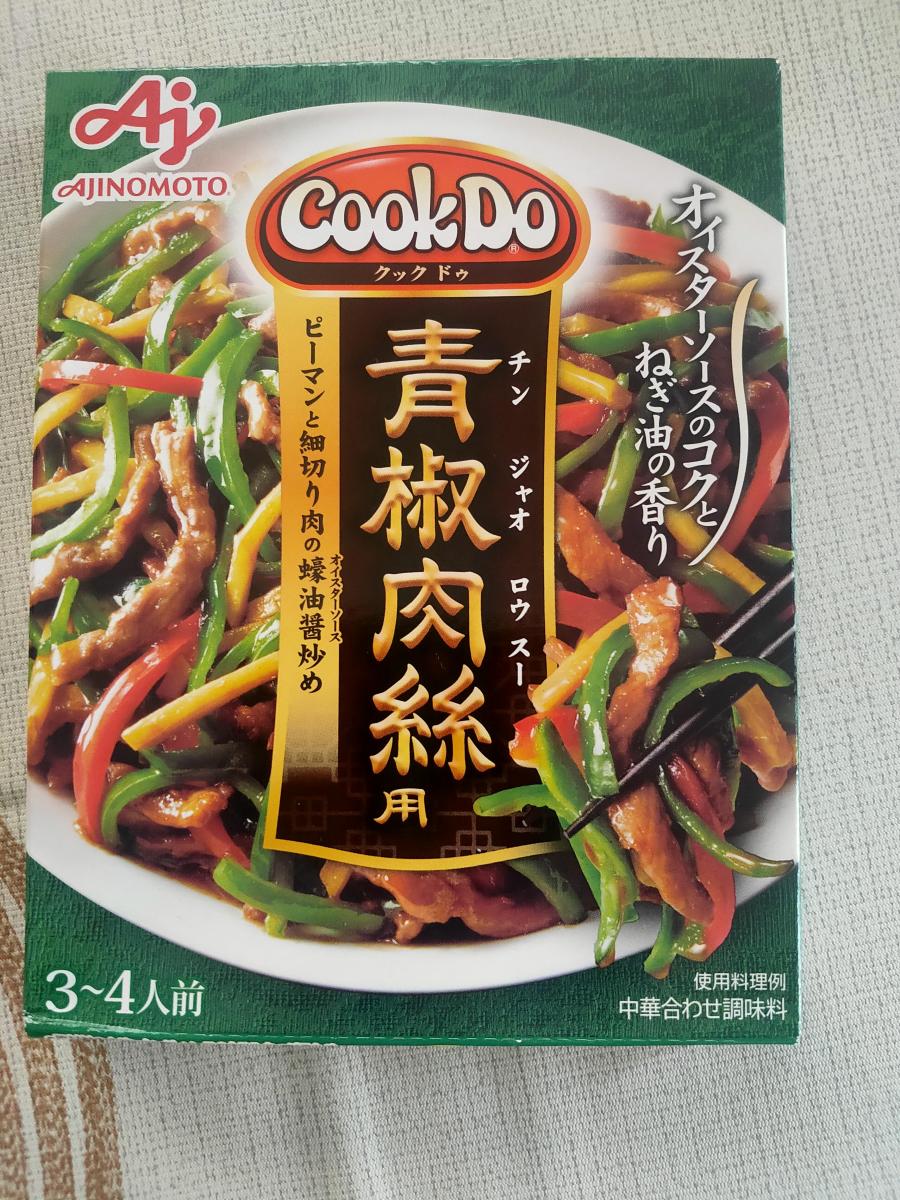 Aj
AJINOMOTO®
CookDo®
クック ドゥ
オイスターソースのコクと
ねぎ油の香り
チン ジャオ ロウ スー
青椒肉絲用
オイスターソース
ピーマンと細切り肉の蠔油醤炒め
3~4人前
使用料理例
中華合わせ調味料